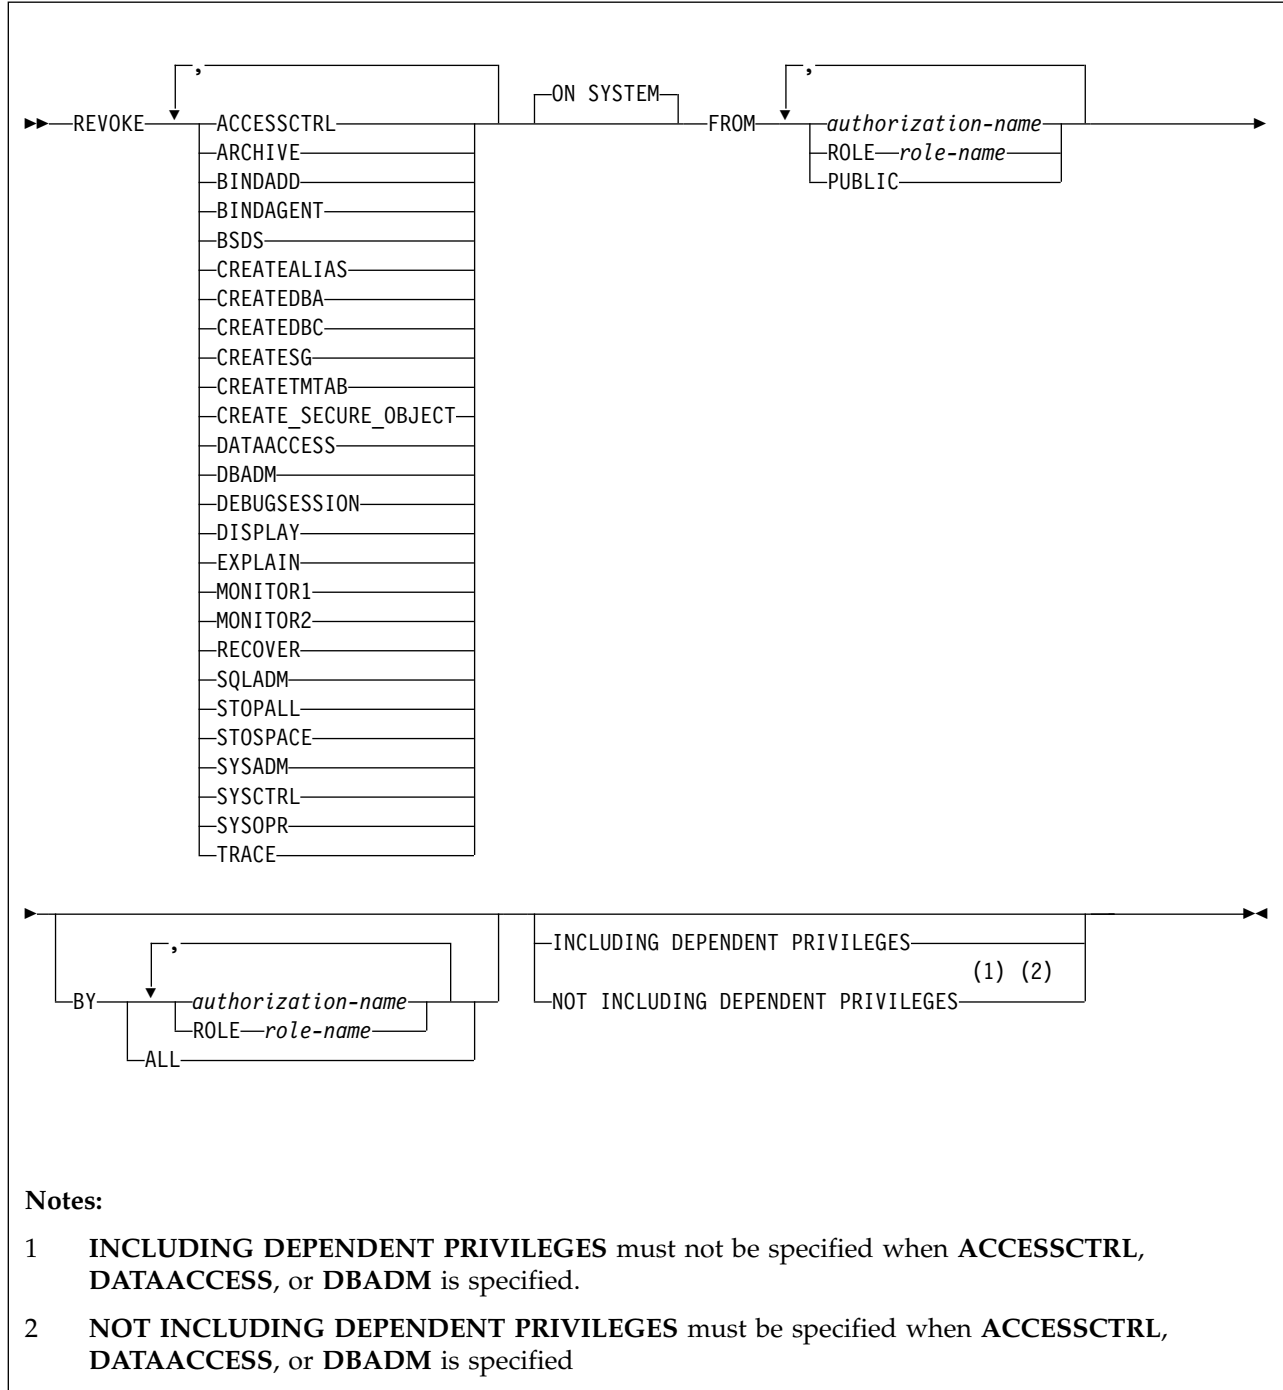 , ,
ON SYSTEM
REVOKE ACCESSCTRL FROM authorization-name
ARCHIVE ROLE role-name
BINDADD PUBLIC
BINDAGENT
BSDS
CREATEALIAS
CREATEDBA
CREATEDBC
CREATESG
CREATETMTAB
CREATE_SECURE_OBJECT
DATAACCESS
DBADM
DEBUGSESSION
DISPLAY
EXPLAIN
MONITOR1
MONITOR2
RECOVER
SQLADM
STOPALL
STOSPACE
SYSADM
SYSCTRL
SYSOPR
TRACE
, INCLUDING DEPENDENT PRIVILEGES
(1) (2)
BY authorization-name NOT INCLUDING DEPENDENT PRIVILEGES
ROLE role-name
ALL
Notes:
1 INCLUDING DEPENDENT PRIVILEGES must not be specified when ACCESSCTRL,
DATAACCESS, or DBADM is specified.
2 NOT INCLUDING DEPENDENT PRIVILEGES must be specified when ACCESSCTRL,
DATAACCESS, or DBADM is specified